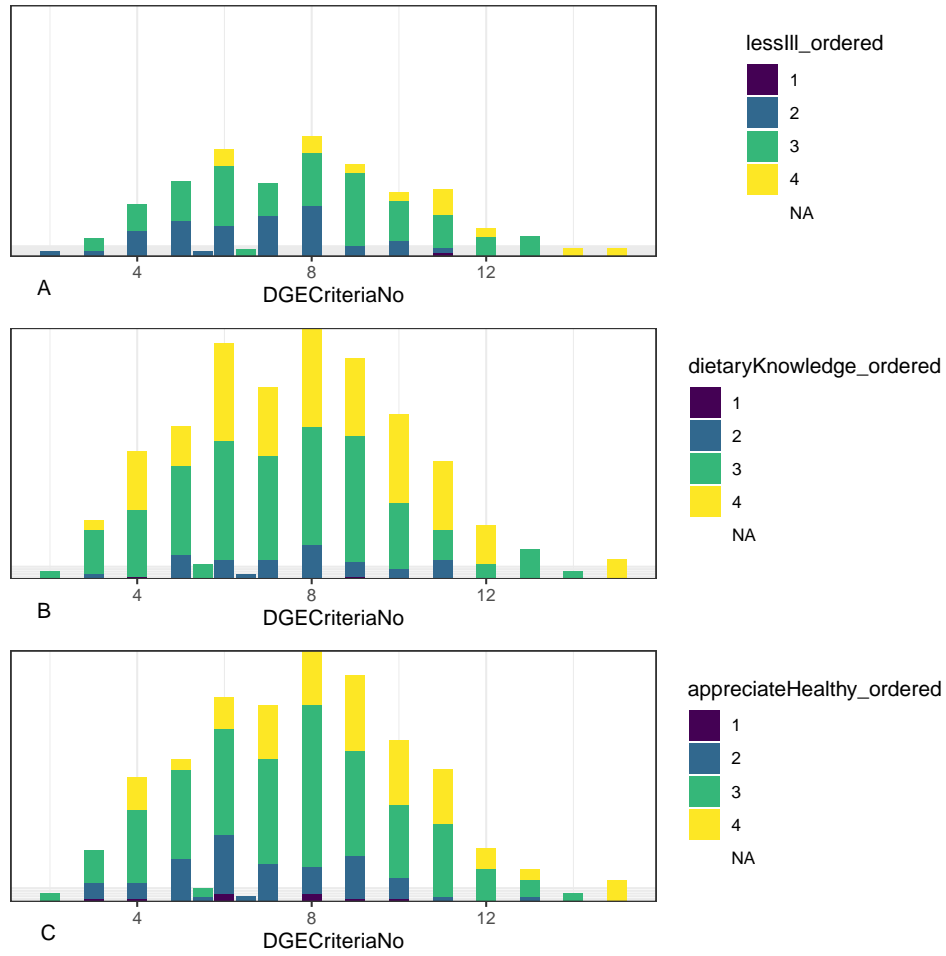 lessIll_ordered
1
2
3
4
NA
4 8 12
A DGECriteriaNo
dietaryKnowledge_ordered
1
2
3
4
NA
4 8 12
B DGECriteriaNo
appreciateHealthy_ordered
1
2
3
4
NA
4 8 12
C DGECriteriaNo